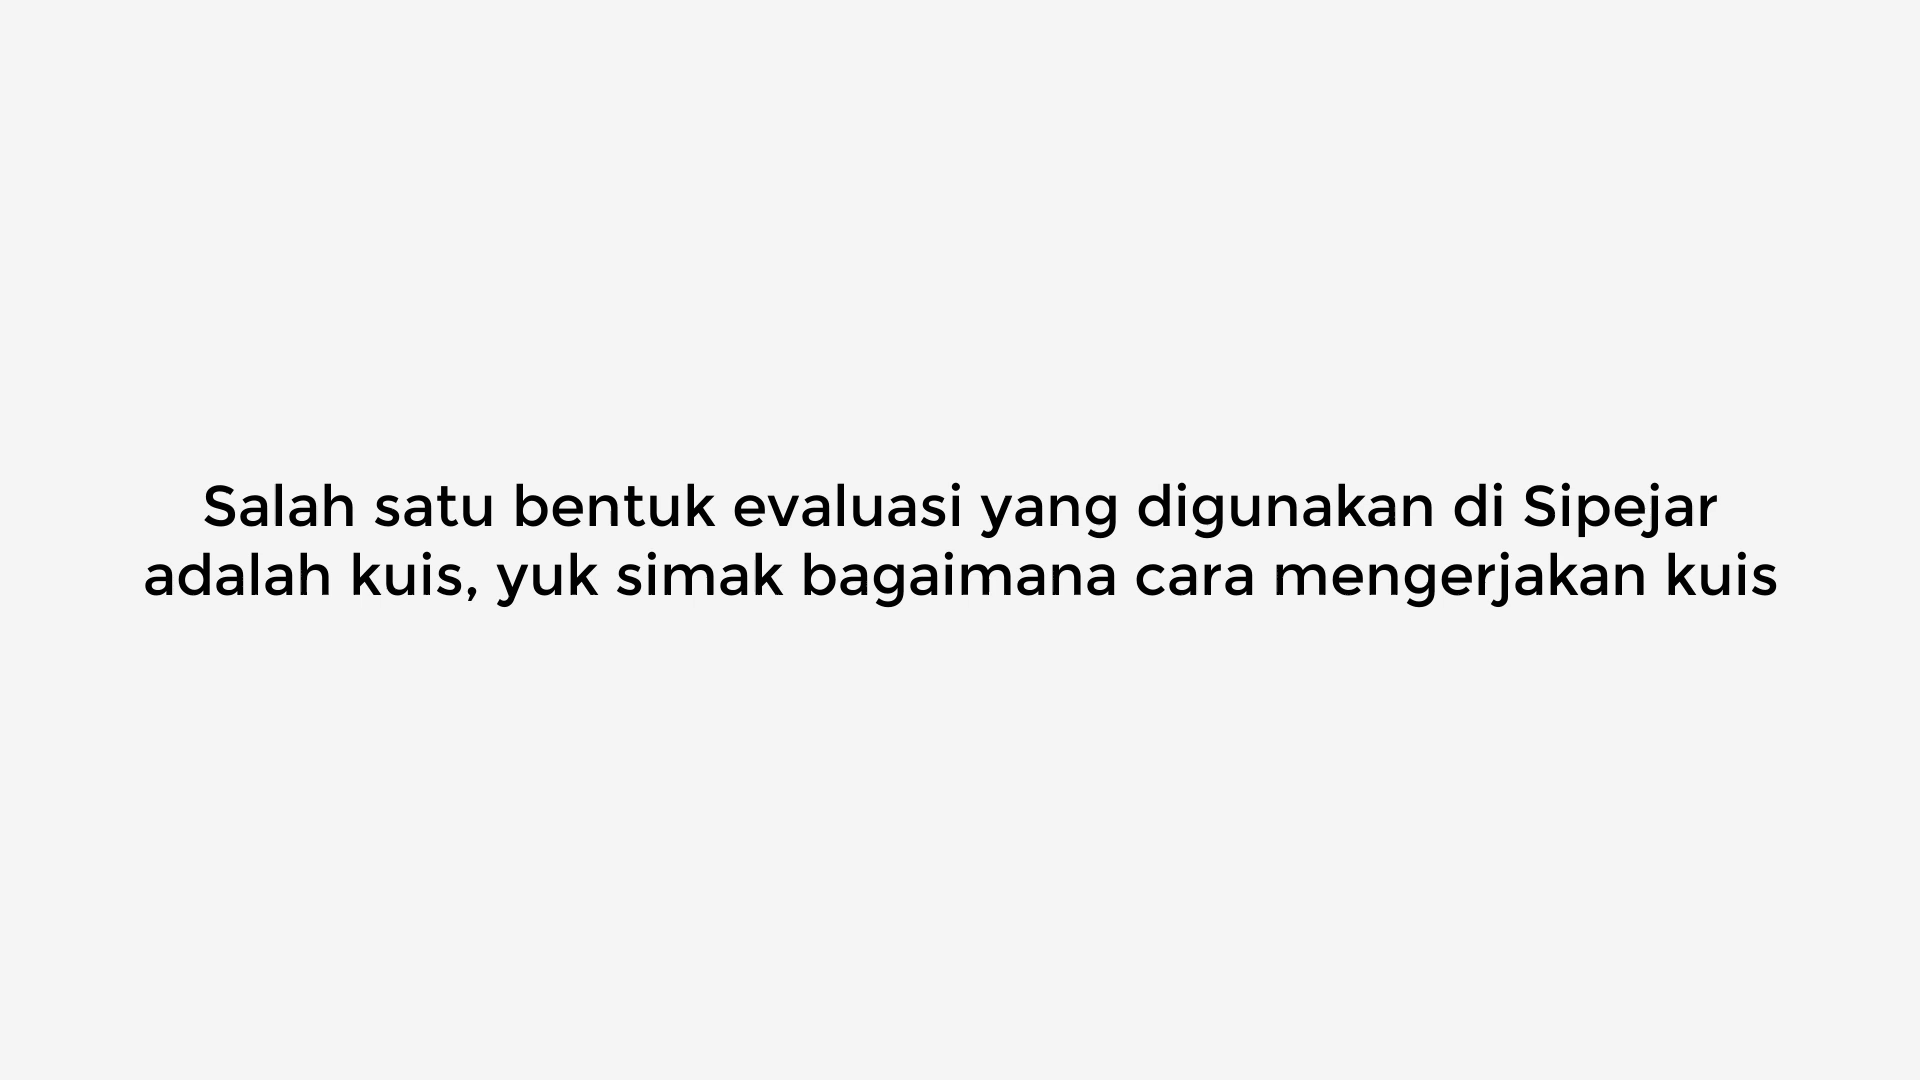 Salah satu bentuk evaluasi yang digunakan di Sipejar
adalah kuis, yuk simak bagaimana cara mengerjakan kuis